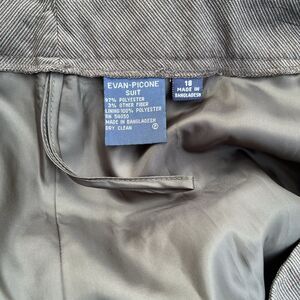 EVAN-PICONE
SUIT
97% POLYESTER
3% OTHER FIBER
LINING:100% POLYESTER
RN 54050
MADE IN BANGLADESH
DRY CLEAN
18
MADE IN
BANGLADESH